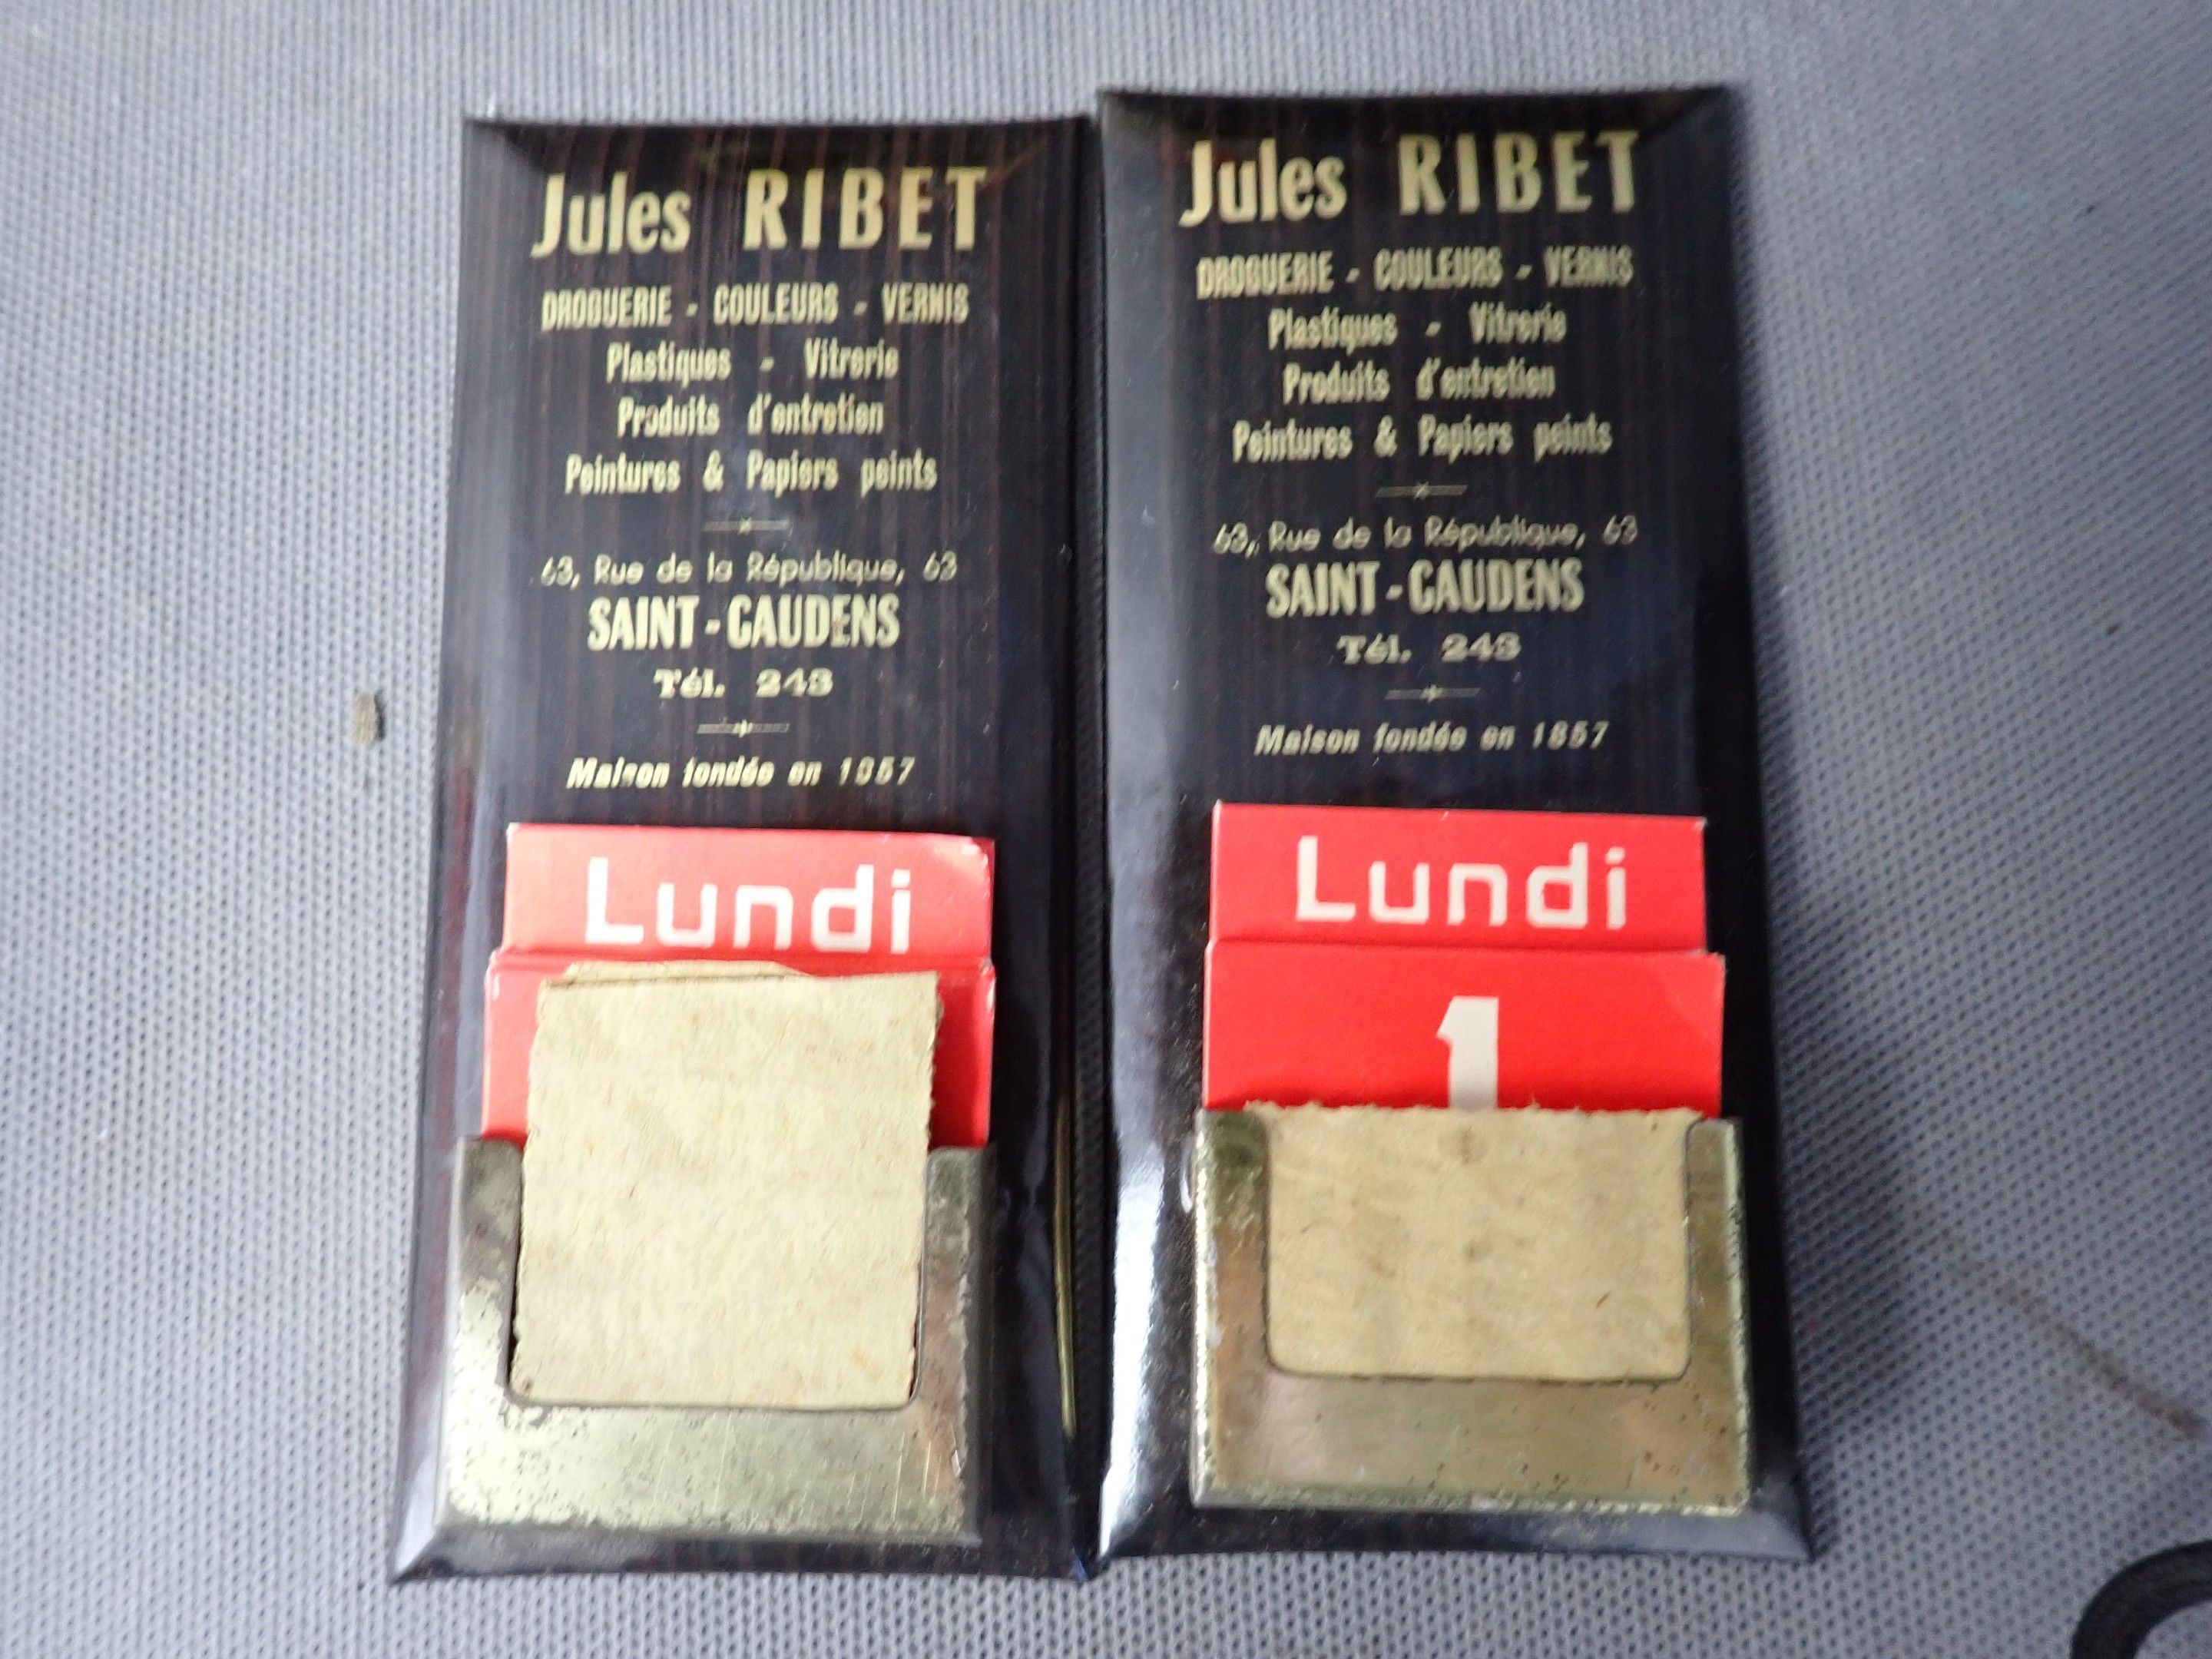 Jules RIBET
DROGUERIE - COULEURS - VERNIS
Plastiques - Vitrerie
Produits d'entretien
Peintures & Papiers peints
63, Rue de la République, 63
SAINT-GAUDENS
Tél. 243
Maison fondée en 1857
Lundi
Jules RIBET
DROGUERIE - COULEURS - VERNIS
Plastiques - Vitrerie
Produits d'entretien
Peintures & Papiers peints
63, Rue de la République, 63
SAINT-GAUDENS
Tél. 243
Maison fondée en 1857
Lundi
1